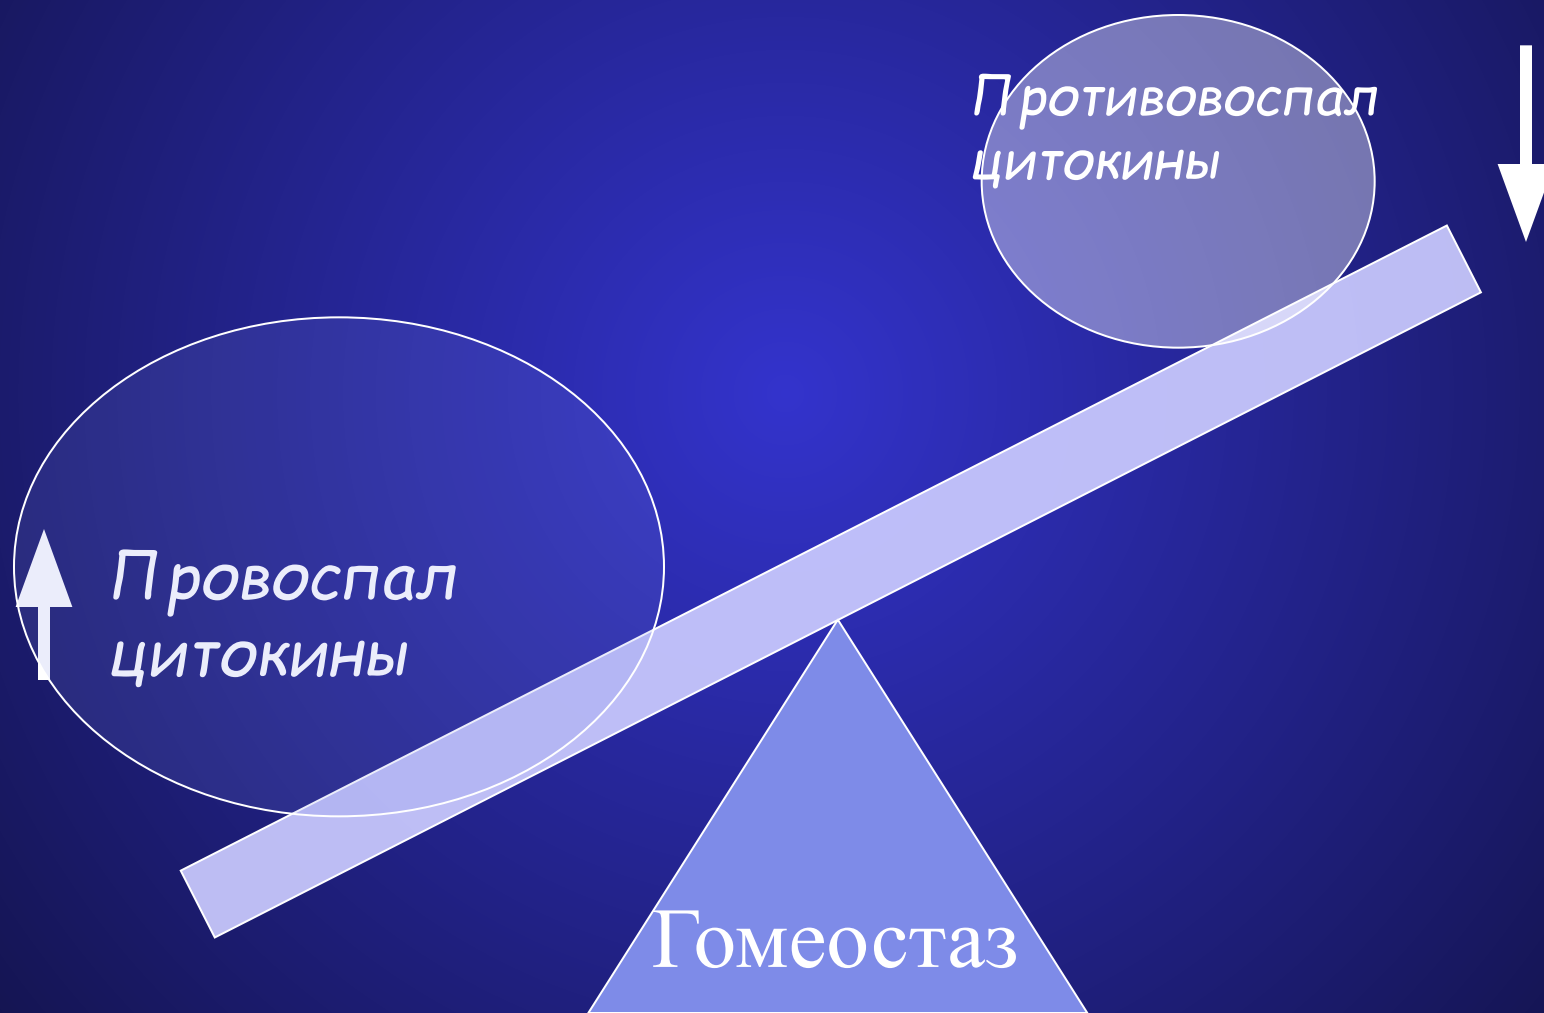 Противовоспал
цитокины
Провоспал
цитокины
Гомеостаз